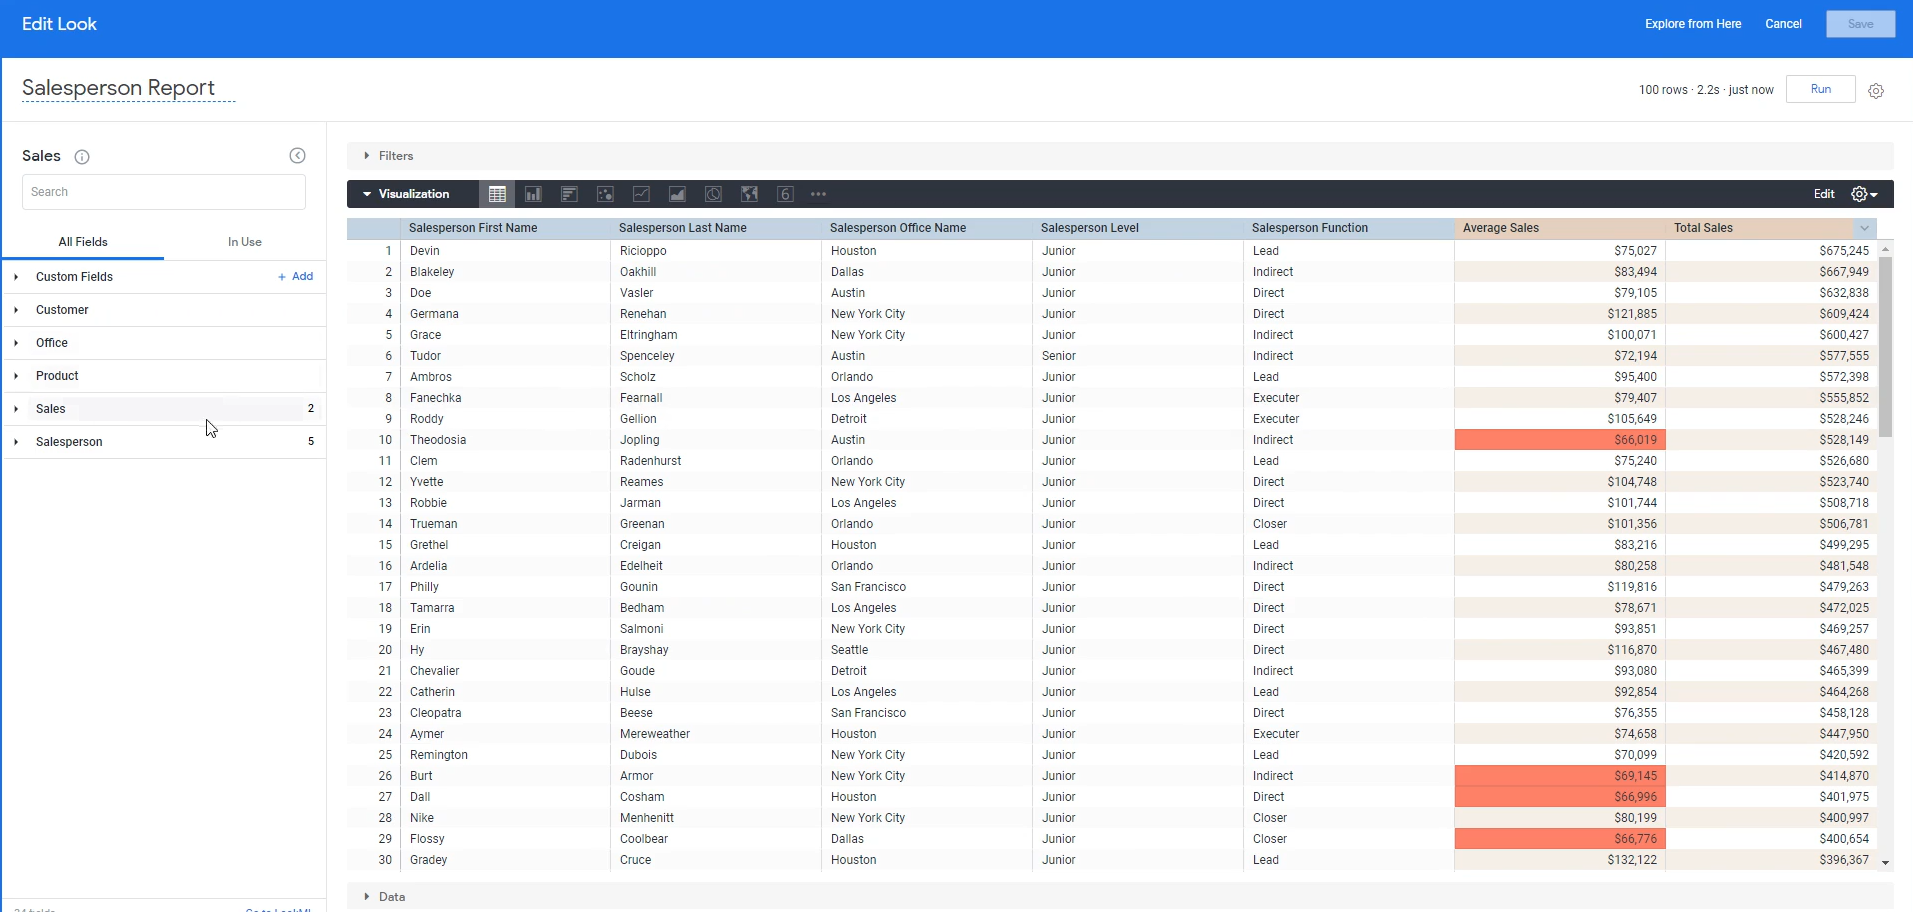 Edit Look
Explore from Here Cancel Save
Salesperson Report
100 rows · 2.2s · just now Run
Sales
Search
All Fields In Use
Custom Fields + Add
Customer
Office
Product
Sales 2
Salesperson 5
Filters
Visualization 6 Edit
Salesperson First Name Salesperson Last Name Salesperson Office Name Salesperson Level Salesperson Function Average Sales Total Sales
1 Devin Ricioppo Houston Junior Lead $75,027 $675,245
2 Blakeley Oakhill Dallas Junior Indirect $83,494 $667,949
3 Doe Vasler Austin Junior Direct $79,105 $632,838
4 Germana Renehan New York City Junior Direct $121,885 $609,424
5 Grace Eltringham New York City Junior Indirect $100,071 $600,427
6 Tudor Spenceley Austin Senior Indirect $72,194 $577,555
7 Ambros Scholz Orlando Junior Lead $95,400 $572,398
8 Fanechka Fearnall Los Angeles Junior Executer $79,407 $555,852
9 Roddy Gellion Detroit Junior Executer $105,649 $528,246
10 Theodosia Jopling Austin Junior Indirect $66,019 $528,149
11 Clem Radenhurst Orlando Junior Lead $75,240 $526,680
12 Yvette Reames New York City Junior Direct $104,748 $523,740
13 Robbie Jarman Los Angeles Junior Direct $101,744 $508,718
14 Trueman Greenan Orlando Junior Closer $101,356 $506,781
15 Grethel Creigan Houston Junior Lead $83,216 $499,295
16 Ardelia Edelheit Orlando Junior Indirect $80,258 $481,548
17 Philly Gounin San Francisco Junior Direct $119,816 $479,263
18 Tamarra Bedham Los Angeles Junior Direct $78,671 $472,025
19 Erin Salmoni New York City Junior Direct $93,851 $469,257
20 Hy Brayshay Seattle Junior Direct $116,870 $467,480
21 Chevalier Goude Detroit Junior Indirect $93,080 $465,399
22 Catherin Hulse Los Angeles Junior Lead $92,854 $464,268
23 Cleopatra Beese San Francisco Junior Direct $76,355 $458,128
24 Aymer Mereweather Houston Junior Executer $74,658 $447,950
25 Remington Dubois New York City Junior Lead $70,099 $420,592
26 Burt Armor New York City Junior Indirect $69,145 $414,870
27 Dall Cosham Houston Junior Direct $66,996 $401,975
28 Nike Menhenitt New York City Junior Closer $80,199 $400,997
29 Flossy Coolbear Dallas Junior Closer $66,776 $400,654
30 Gradey Cruce Houston Junior Lead $132,122 $396,367
Data